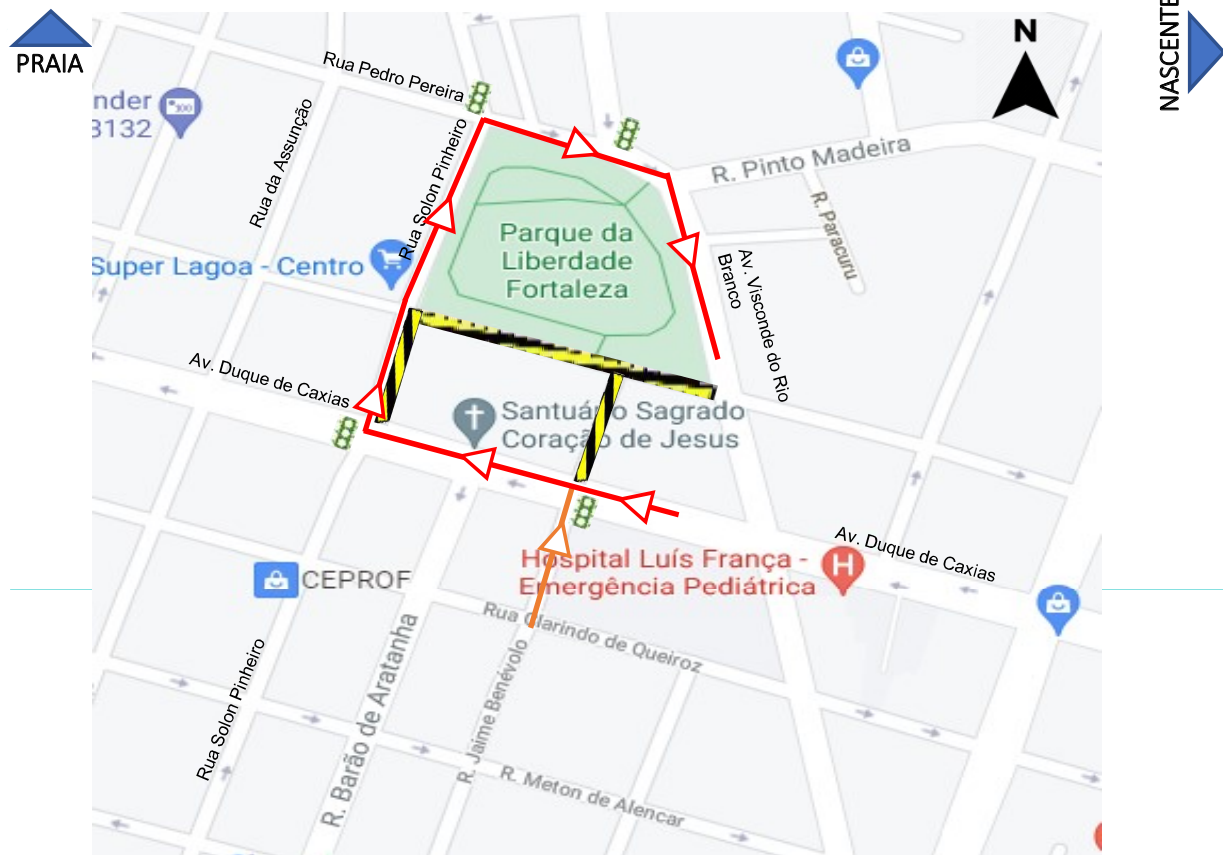 PRAIA
NASCENTE
N
Rua Pedro Pereira
nder
3132
Rua da Assunção
Rua Solon Pinheiro
R. Pinto Madeira
R. Paracuru
Parque da
Liberdade
Fortaleza
Super Lagoa - Centro
Av. Visconde do Rio
Branco
Av. Duque de Caxias
Santuário Sagrado
Coração de Jesus
Av. Duque de Caxias
Hospital Luís França -
Emergência Pediátrica
CEPROF
H
Rua Clarindo de Queiroz
Rua Solon Pinheiro
R. Barão de Aratanha
R. Jaime Benévolo
R. Meton de Alencar